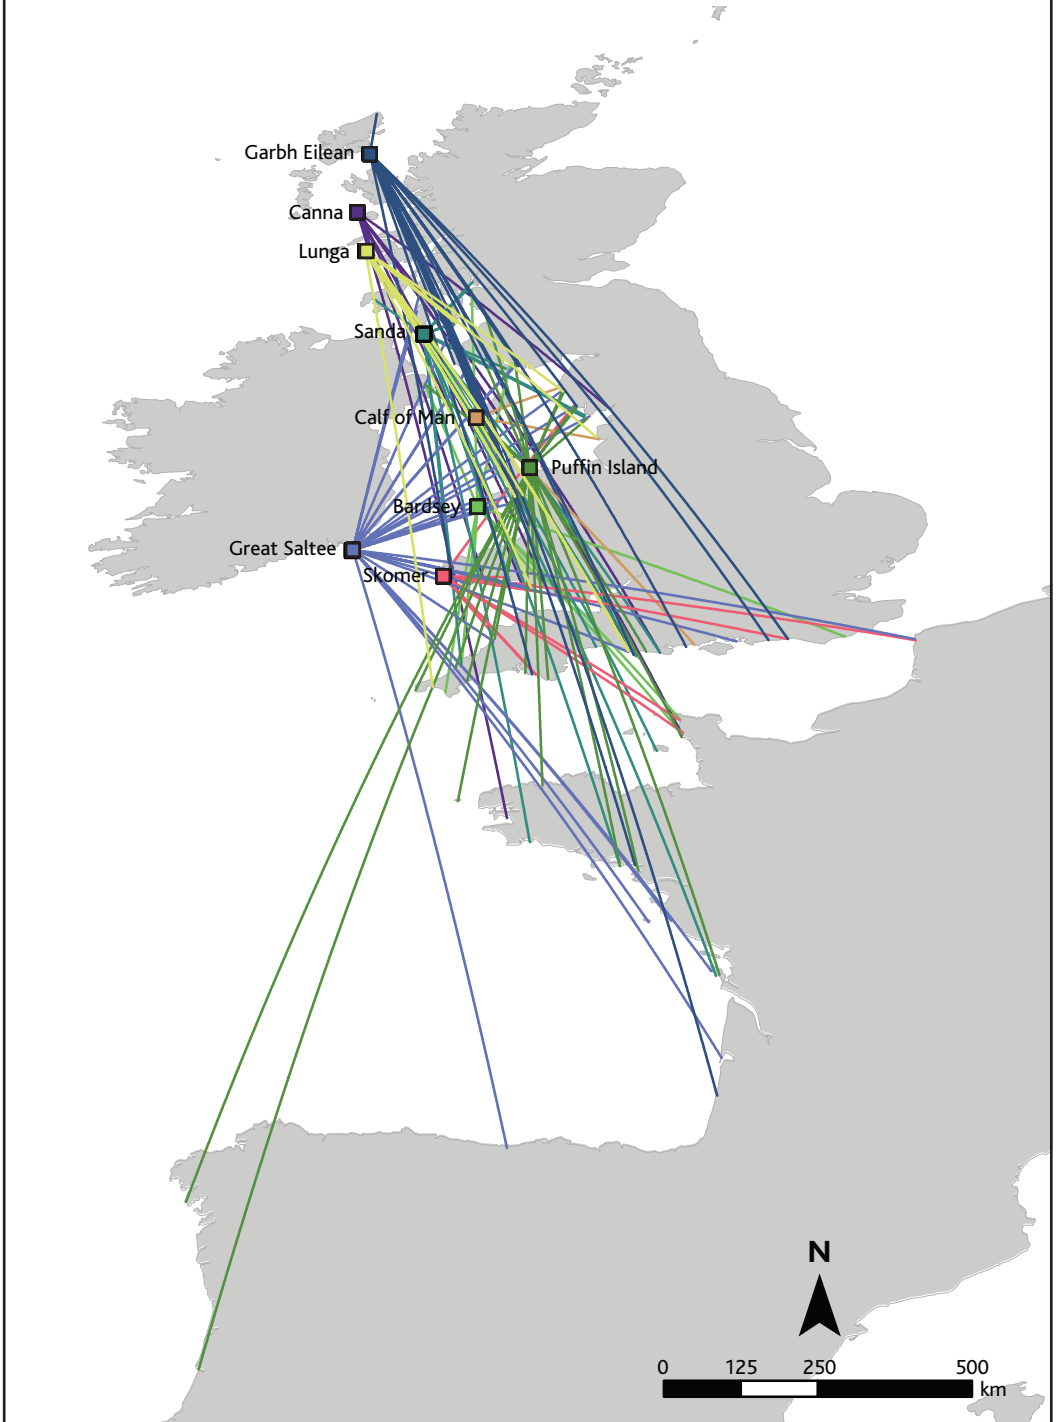 Garbh Eilean
Canna
Lunga
Sanda
Calf of Man
Puffin Island
Bardsey
Great Saltee
Skomer
N
0 125 250 500
km